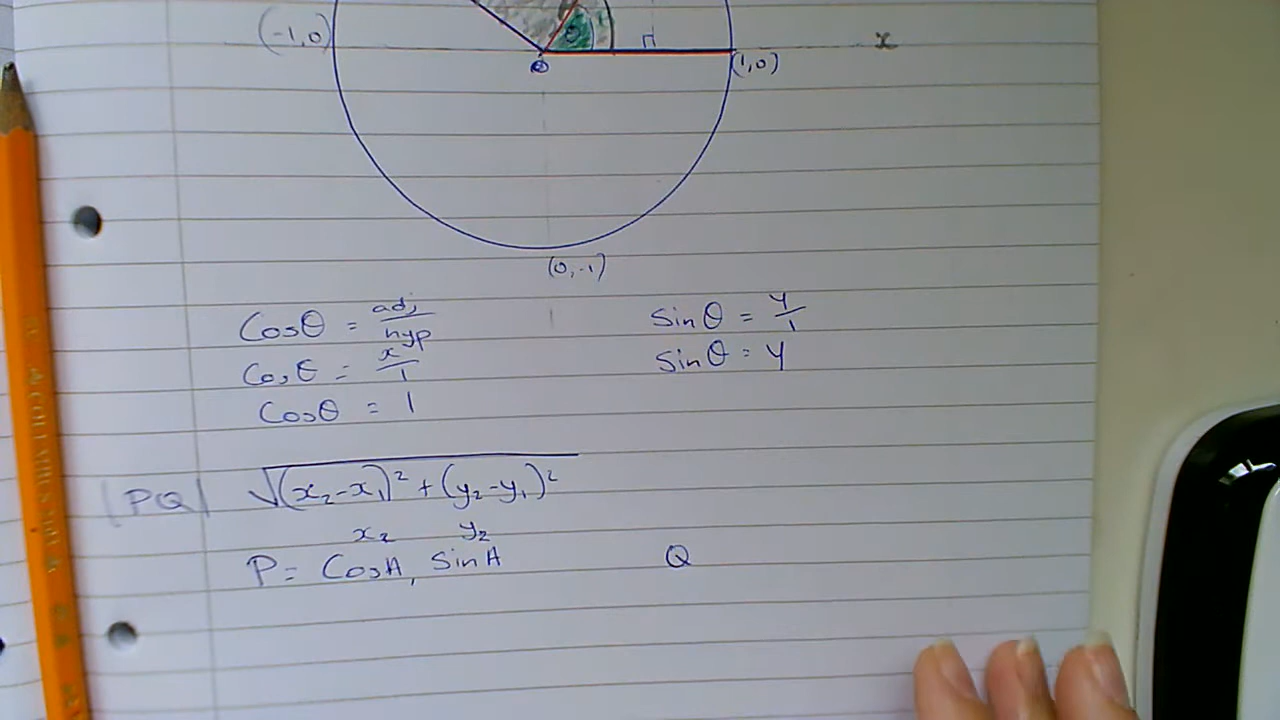 (-1,0)
θ
x
(1,0)
(0,-1)
Cosθ = adj/hyp
Cosθ = x/1
Cosθ = 1
Sinθ = y/1
Sinθ = y
|PQ| √(x₂-x₁)² + (y₂-y₁)²
x₂ y₂
P = CosA, SinA
Q